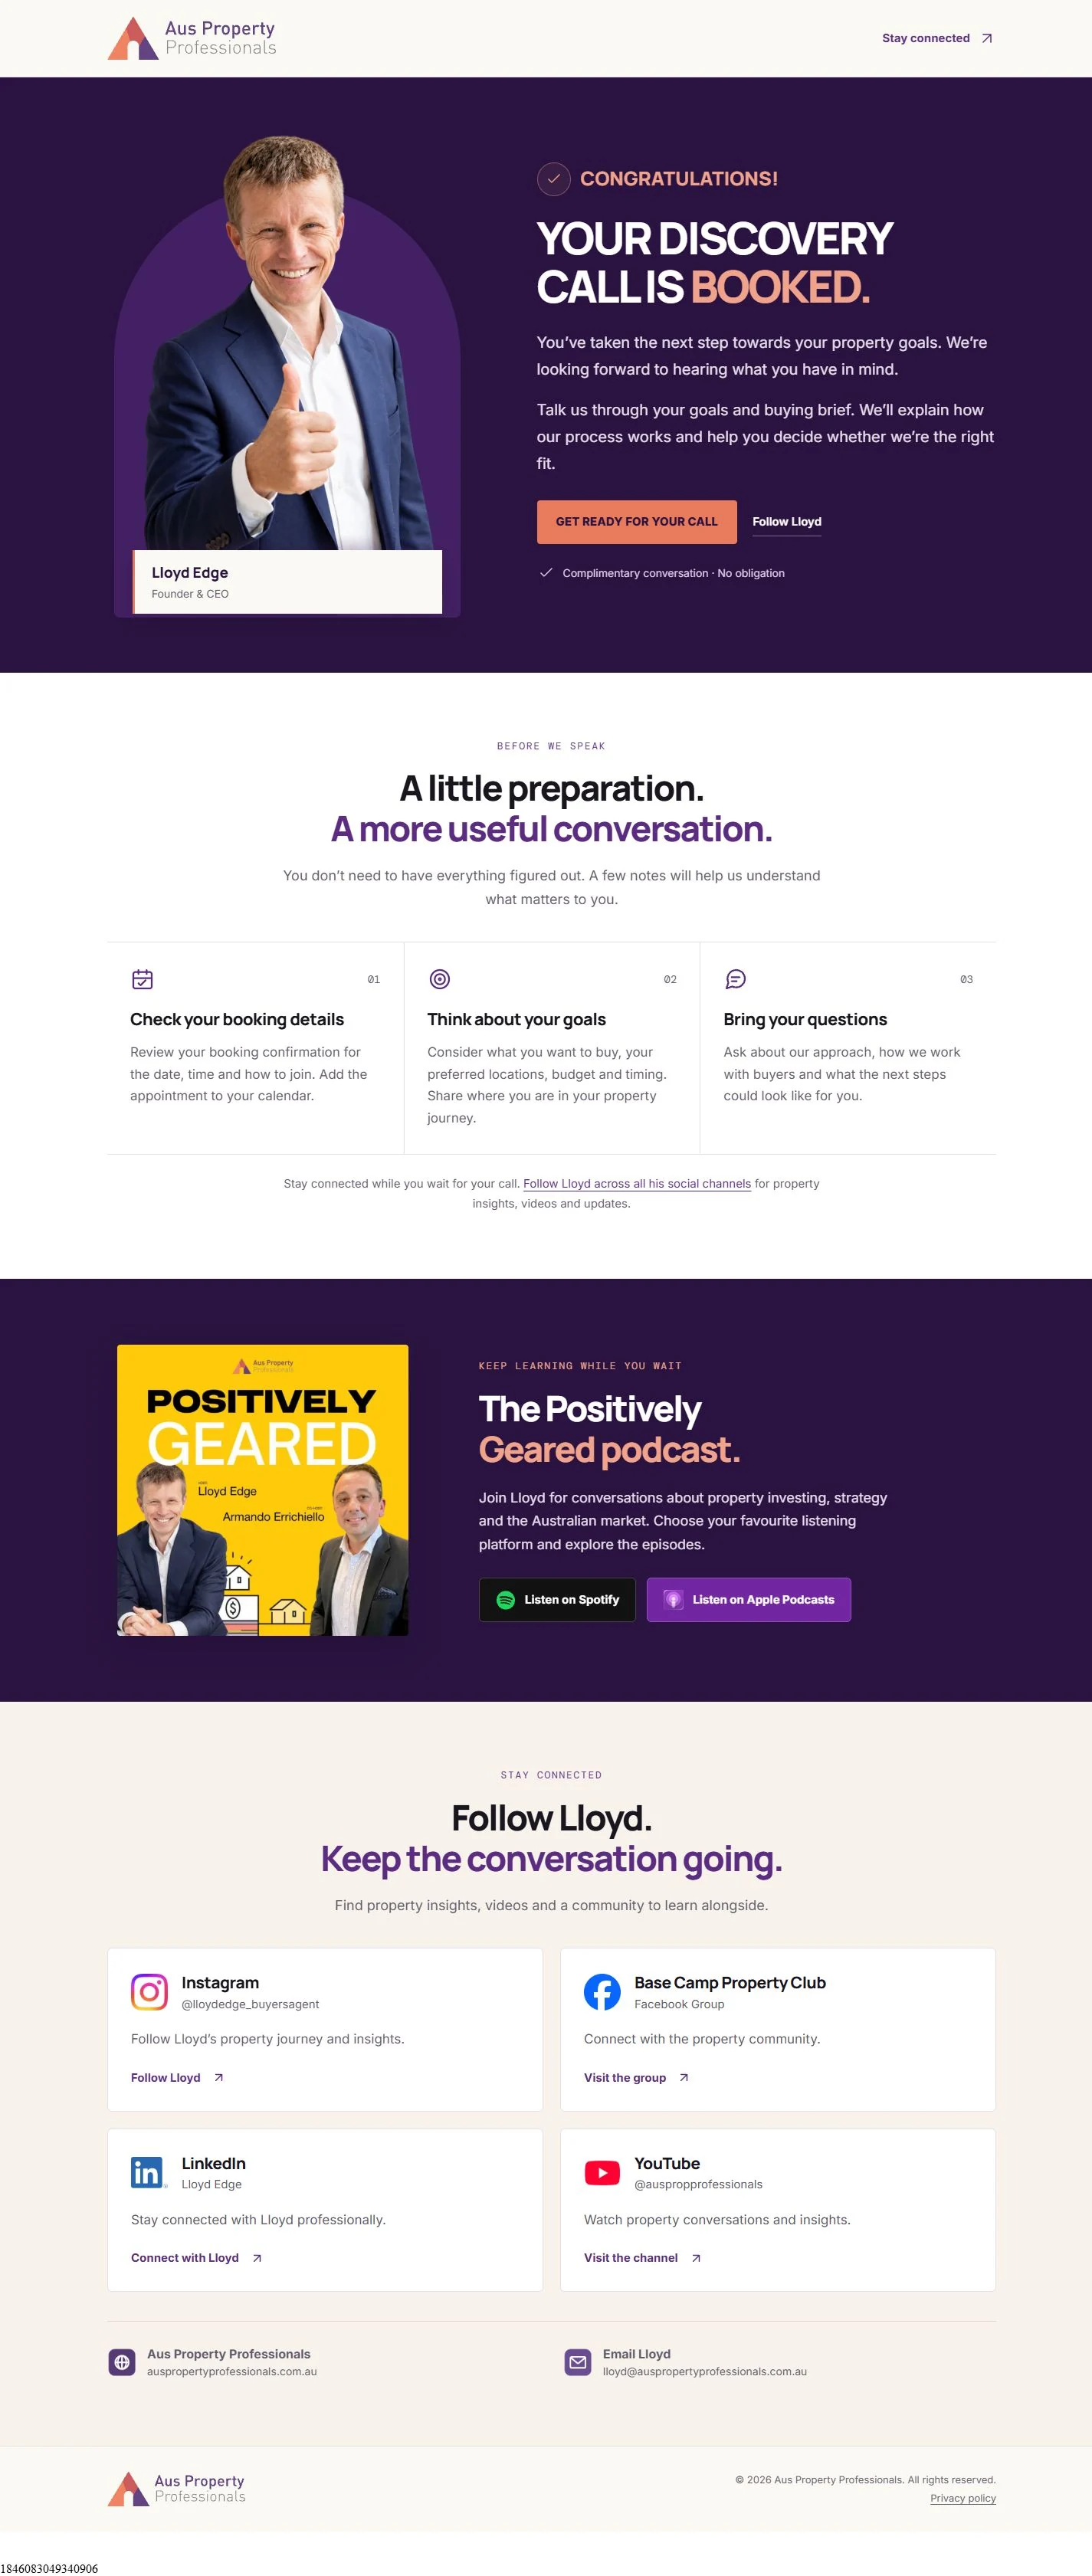 Aus Property
Professionals
Stay connected
CONGRATULATIONS!
YOUR DISCOVERY
CALL IS BOOKED.
You’ve taken the next step towards your property goals. We’re
looking forward to hearing what you have in mind.
Talk us through your goals and buying brief. We’ll explain how
our process works and help you decide whether we’re the right
fit.
GET READY FOR YOUR CALL
Follow Lloyd
Complimentary conversation · No obligation
Lloyd Edge
Founder & CEO
BEFORE WE SPEAK
A little preparation.
A more useful conversation.
You don’t need to have everything figured out. A few notes will help us understand
what matters to you.
01
Check your booking details
Review your booking confirmation for
the date, time and how to join. Add the
appointment to your calendar.
02
Think about your goals
Consider what you want to buy, your
preferred locations, budget and timing.
Share where you are in your property
journey.
03
Bring your questions
Ask about our approach, how we work
with buyers and what the next steps
could look like for you.
Stay connected while you wait for your call. Follow Lloyd across all his social channels for property
insights, videos and updates.
Aus Property
Professionals
POSITIVELY
GEARED
Lloyd Edge
Armando Errichiello
KEEP LEARNING WHILE YOU WAIT
The Positively
Geared podcast.
Join Lloyd for conversations about property investing, strategy
and the Australian market. Choose your favourite listening
platform and explore the episodes.
Listen on Spotify
Listen on Apple Podcasts
STAY CONNECTED
Follow Lloyd.
Keep the conversation going.
Find property insights, videos and a community to learn alongside.
Instagram
@lloydedge_buyersagent
Follow Lloyd’s property journey and insights.
Follow Lloyd
Base Camp Property Club
Facebook Group
Connect with the property community.
Visit the group
LinkedIn
Lloyd Edge
Stay connected with Lloyd professionally.
Connect with Lloyd
YouTube
@auspropprofessionals
Watch property conversations and insights.
Visit the channel
Aus Property Professionals
auspropertyprofessionals.com.au
Email Lloyd
lloyd@auspropertyprofessionals.com.au
Aus Property
Professionals
© 2026 Aus Property Professionals. All rights reserved.
Privacy policy
1846083049340906